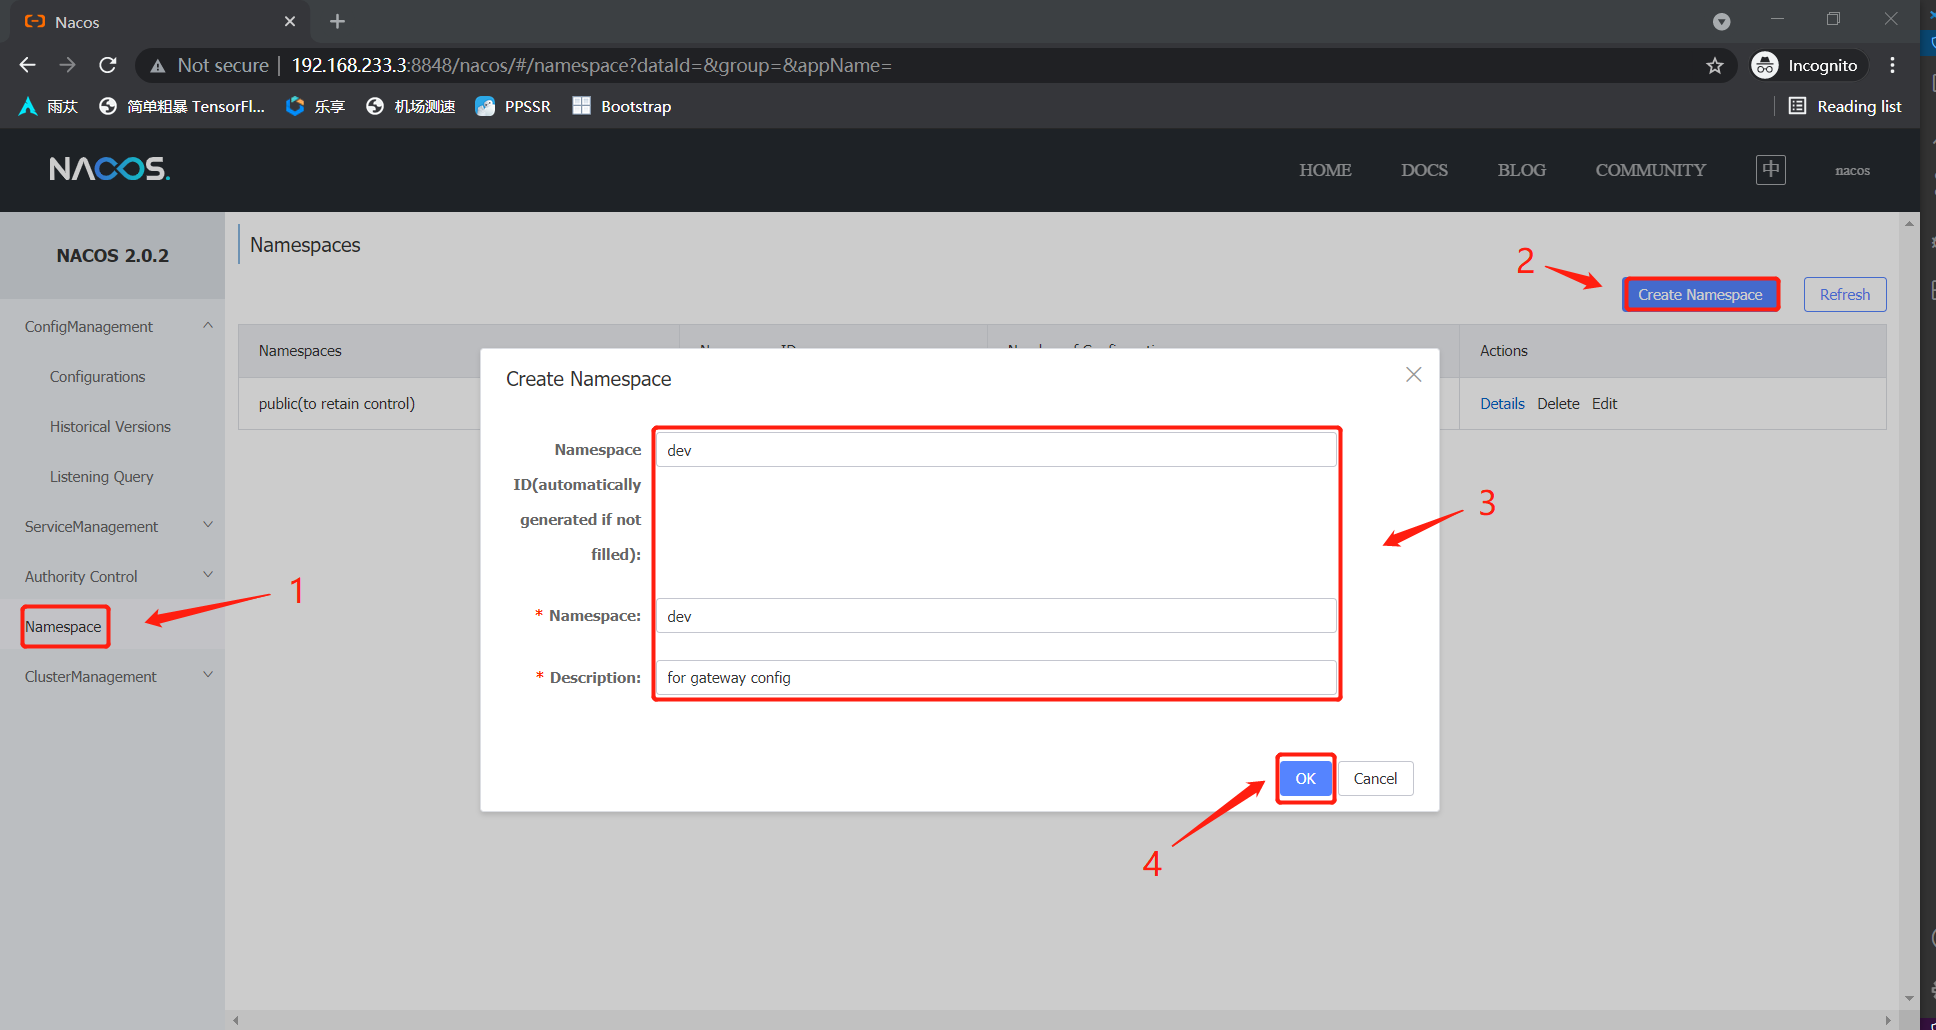 Nacos
Not secure
192.168.233.3:8848/nacos/#/namespace?dataId=&group=&appName=
Incognito
雨苁
简单粗暴 TensorFl...
乐享
机场测速
PPSSR
Bootstrap
Reading list
NACOS.
HOME
DOCS
BLOG
COMMUNITY
中
nacos
NACOS 2.0.2
Namespaces
2
Create Namespace
Refresh
ConfigManagement
Configurations
Historical Versions
Listening Query
ServiceManagement
Authority Control
1
Namespace
ClusterManagement
Namespaces
Actions
public(to retain control)
Details Delete Edit
Create Namespace
Namespace
ID(automatically
generated if not
filled):
dev
3
* Namespace:
dev
* Description:
for gateway config
OK
Cancel
4